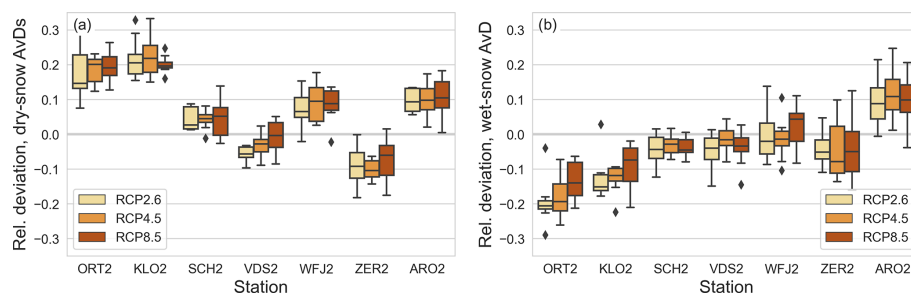 (a)
Rel. deviation, dry-snow AvDs
0.3
0.2
0.1
0.0
−0.1
−0.2
−0.3
RCP2.6
RCP4.5
RCP8.5
ORT2 KLO2 SCH2 VDS2 WFJ2 ZER2 ARO2
Station
(b)
Rel. deviation, wet-snow AvD
0.3
0.2
0.1
0.0
−0.1
−0.2
−0.3
RCP2.6
RCP4.5
RCP8.5
ORT2 KLO2 SCH2 VDS2 WFJ2 ZER2 ARO2
Station